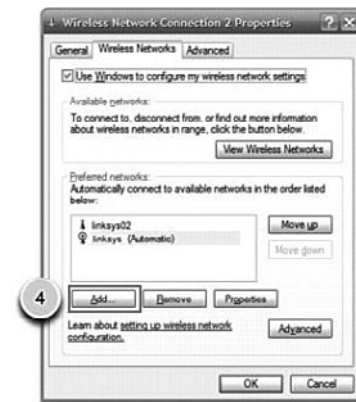 Wireless Network Connection 2 Properties
General Wireless Networks Advanced
Use Windows to configure my wireless network settings
Available networks:
To connect to, disconnect from, or find out more information
about wireless networks in range, click the button below.
View Wireless Networks
Preferred networks:
Automatically connect to available networks in the order listed
below:
linksys02
linksys (Automatic)
Move up
Move down
4
Add... Remove Properties
Learn about setting up wireless network
configuration.
Advanced
OK Cancel